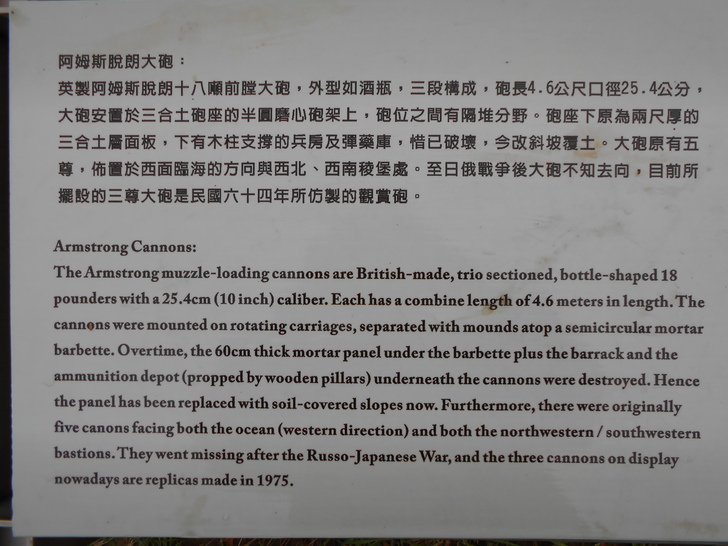 阿姆斯脫朗大砲：
英製阿姆斯脫朗十八噸前膛大砲，外型如酒瓶，三段構成，砲長4.6公尺口徑25.4公分，
大砲安置於三合土砲座的半圓磨心砲架上，砲位之間有隔堆分野。砲座下原為兩尺厚的
三合土層面板，下有木柱支撐的兵房及彈藥庫，惜已破壞，今改斜坡覆土。大砲原有五
尊，佈置於西面臨海的方向與西北、西南稜堡處。至日俄戰爭後大砲不知去向，目前所
擺設的三尊大砲是民國六十四年所仿製的觀賞砲。
Armstrong Cannons:
The Armstrong muzzle-loading cannons are British-made, trio sectioned, bottle-shaped 18
pounders with a 25.4cm (10 inch) caliber. Each has a combine length of 4.6 meters in length. The
cannons were mounted on rotating carriages, separated with mounds atop a semicircular mortar
barbette. Overtime, the 60cm thick mortar panel under the barbette plus the barrack and the
ammunition depot (propped by wooden pillars) underneath the cannons were destroyed. Hence
the panel has been replaced with soil-covered slopes now. Furthermore, there were originally
five canons facing both the ocean (western direction) and both the northwestern / southwestern
bastions. They went missing after the Russo-Japanese War, and the three cannons on display
nowadays are replicas made in 1975.